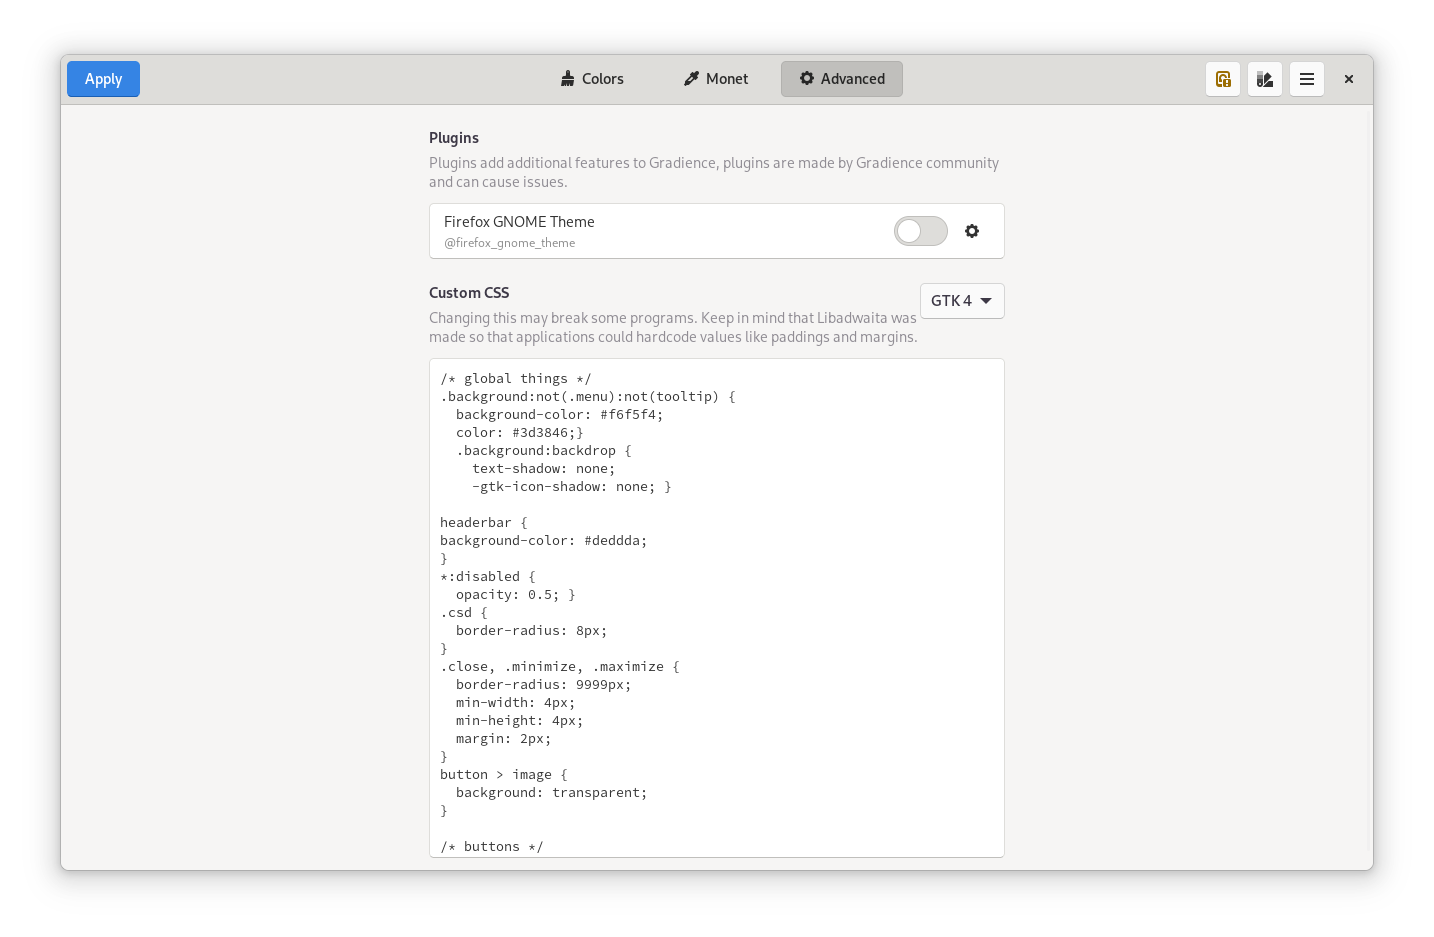 Apply
Colors
Monet
Advanced
Plugins
Plugins add additional features to Gradience, plugins are made by Gradience community
and can cause issues.
Firefox GNOME Theme
@firefox_gnome_theme
Custom CSS
GTK 4
Changing this may break some programs. Keep in mind that Libadwaita was
made so that applications could hardcode values like paddings and margins.
/* global things */
.background:not(.menu):not(tooltip) {
  background-color: #f6f5f4;
  color: #3d3846;}
  .background:backdrop {
    text-shadow: none;
    -gtk-icon-shadow: none; }
headerbar {
background-color: #deddda;
}
*:disabled {
  opacity: 0.5; }
.csd {
  border-radius: 8px;
}
.close, .minimize, .maximize {
  border-radius: 9999px;
  min-width: 4px;
  min-height: 4px;
  margin: 2px;
}
button > image {
  background: transparent;
}
/* buttons */